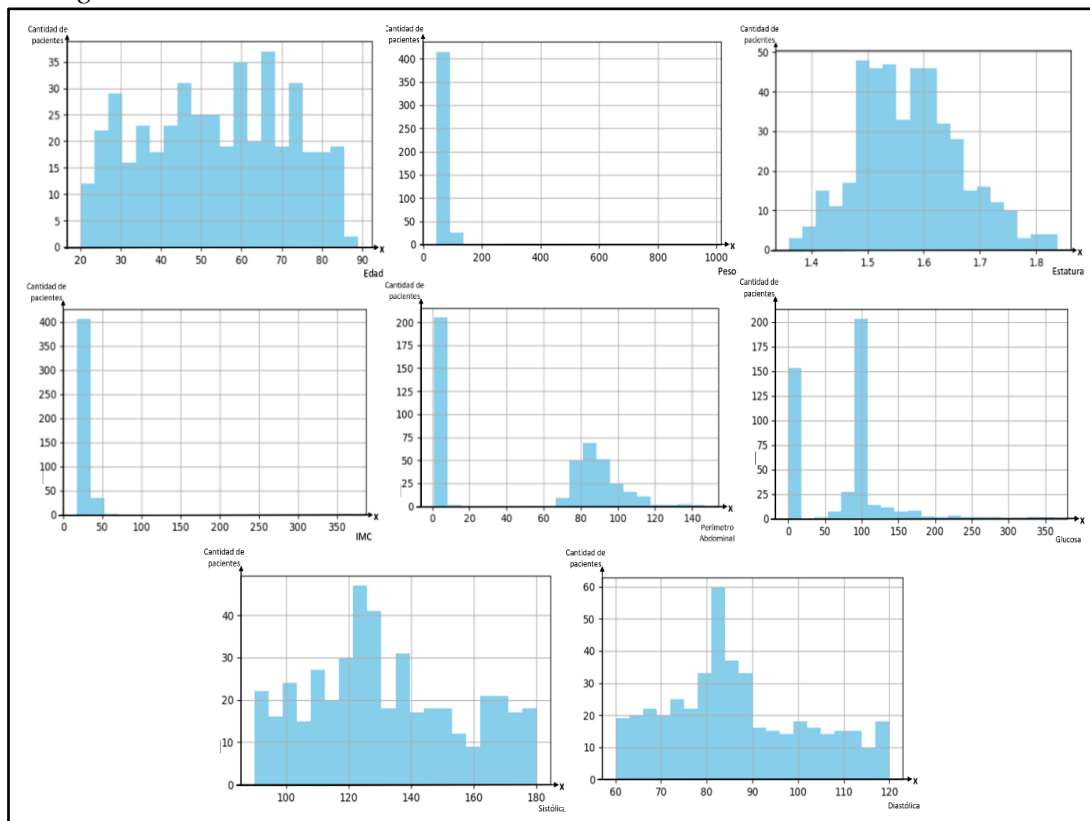 Cantidad de
pacientes
35
30
25
20
15
10
5
0
20 30 40 50 60 70 80 90 x
Edad
Cantidad de
pacientes
400
350
300
250
200
150
100
50
0
0 200 400 600 800 1000 x
Peso
Cantidad de
pacientes
50
40
30
20
10
0
1.4 1.5 1.6 1.7 1.8 x
Estatura
Cantidad de
pacientes
400
350
300
250
200
150
100
50
0
0 50 100 150 200 250 300 350 x
IMC
Cantidad de
pacientes
200
175
150
125
100
75
50
25
0
0 20 40 60 80 100 120 140 x
Perímetro
Abdominal
Cantidad de
pacientes
200
175
150
125
100
75
50
25
0
0 50 100 150 200 250 300 350 x
Glucosa
Cantidad de
pacientes
40
30
20
10
0
100 120 140 160 180 x
Sistólica
Cantidad de
pacientes
60
50
40
30
20
10
0
60 70 80 90 100 110 120 x
Diastólica